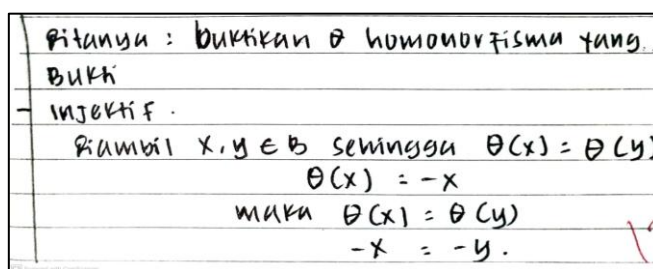 Ditanya : buktikan θ homomorfisma yang
Bukti
- injektif.
Diambil x, y ∈ B sehingga θ(x) = θ(y)
θ(x) = -x
maka θ(x) = θ(y)
-x = -y.